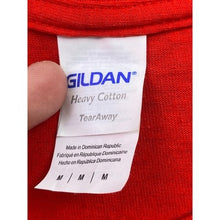 GILDAN®
Heavy Cotton
TearAway
Made in Dominican Republic
Fabriqué en République Dominicaine
Hecho en República Dominicana
M / M / M